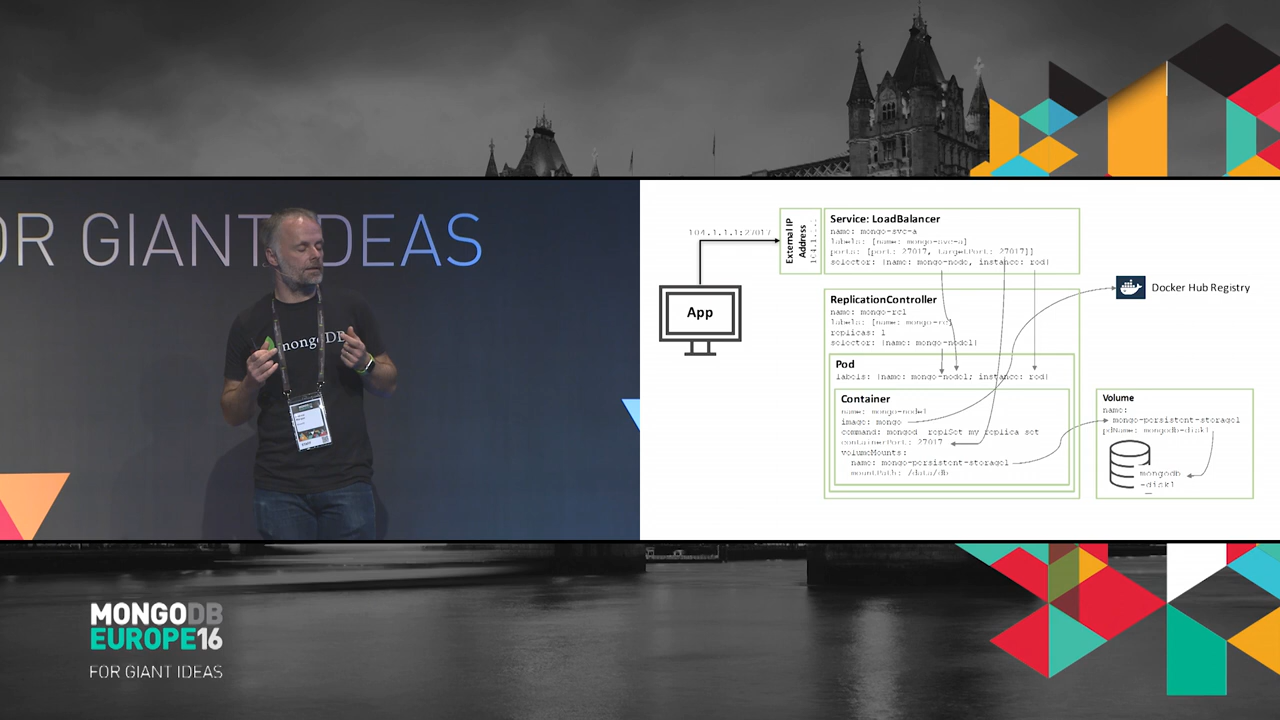 OR GIANT IDEAS
mongoDB
MONGODB
EUROPE16
FOR GIANT IDEAS
104.1.1.1:27017
External IP
Address
App
Service: LoadBalancer
name: mongo-svc-a
labels: [name: mongo-svc-a]
ports: [port: 27017, targetPort: 27017]]
selector: {name: mongo-node, instance: rod}
ReplicationController
name: mongo-rc1
labels: [name: mongo-rc]
replicas: 1
selector: {name: mongo-node1}
Pod
labels: {name: mongo-node1; instance: rod}
Container
name: mongo-node1
image: mongo
command: mongod replSet my replica set
containerPort: 27017
volumeMounts:
name: mongo-persistent-storage1
mountPath: /data/db
Docker Hub Registry
Volume
name:
mongo-persistent-storage1
pdName: mongodb-disk1
mongodb
-disk1